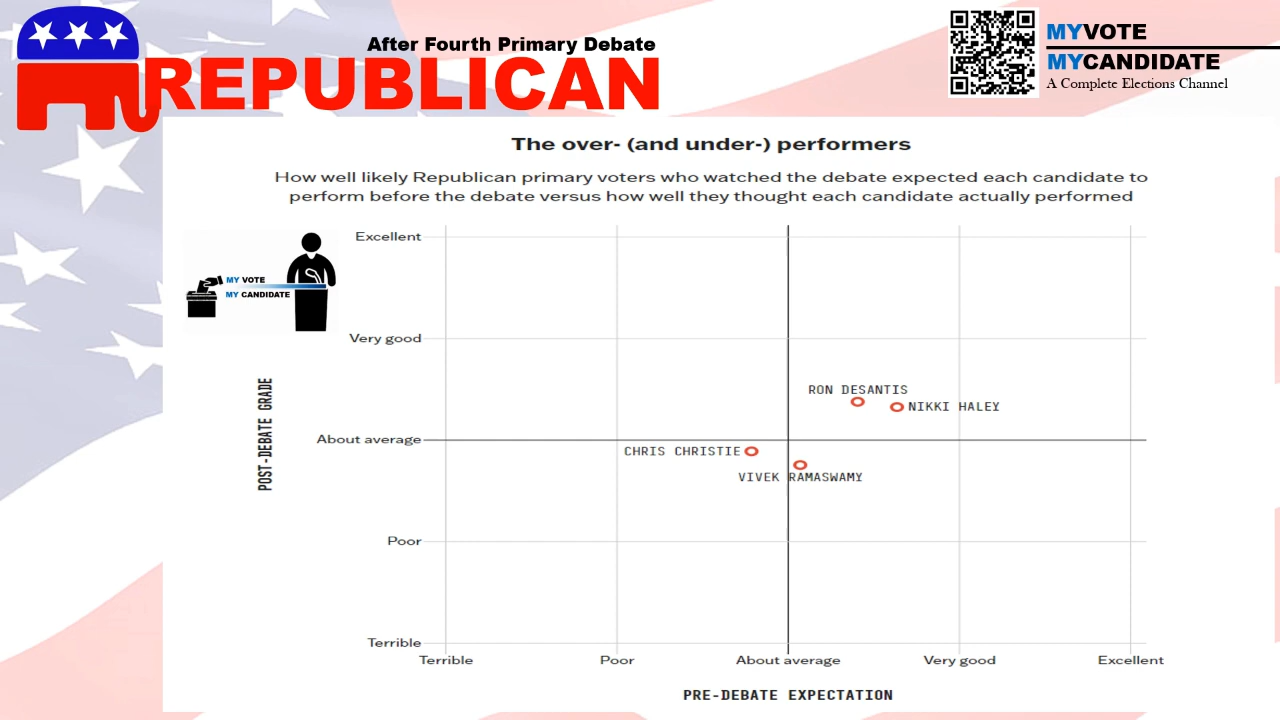 After Fourth Primary Debate
REPUBLICAN
MYVOTE
MYCANDIDATE
A Complete Elections Channel
The over- (and under-) performers
How well likely Republican primary voters who watched the debate expected each candidate to
perform before the debate versus how well they thought each candidate actually performed
Excellent
MY VOTE
MY CANDIDATE
Very good
RON DESANTIS
NIKKI HALEY
POST-DEBATE GRADE
About average
CHRIS CHRISTIE
VIVEK RAMASWAMY
Poor
Terrible
Terrible Poor About average Very good Excellent
PRE-DEBATE EXPECTATION